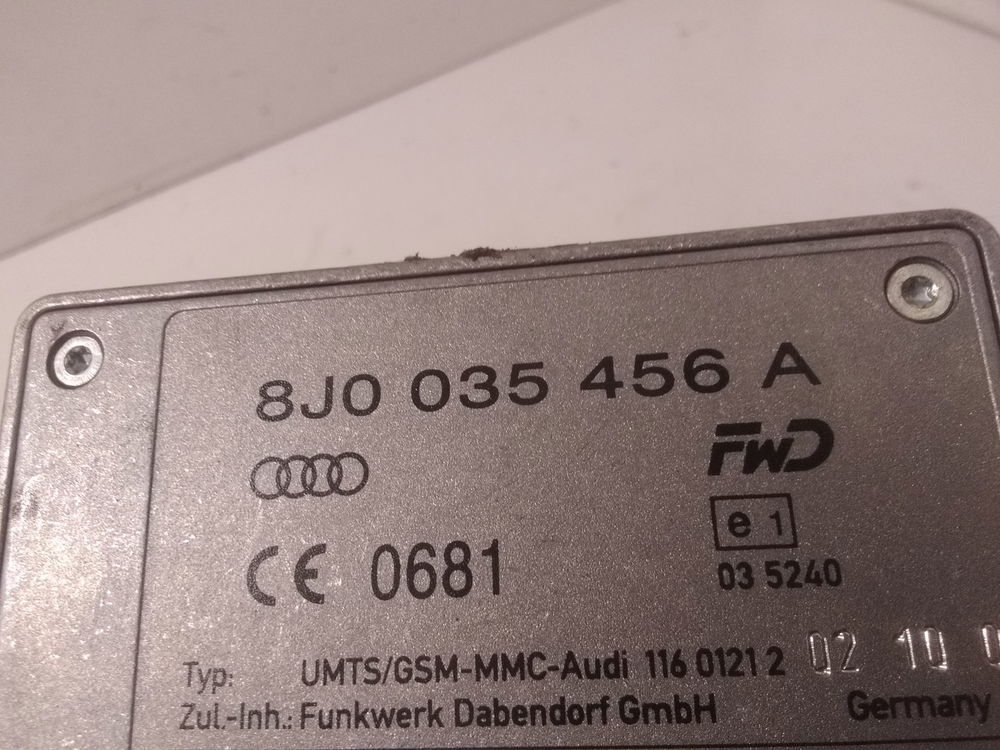 8J0 035 456 A
FWD
e 1
CE 0681
03 5240
Typ: UMTS/GSM-MMC-Audi 116 0121 2 02 10
Zul.-Inh.: Funkwerk Dabendorf GmbH Germany